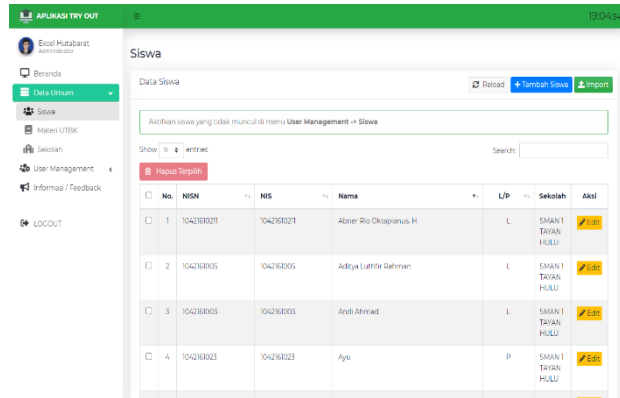 APLIKASI TRY OUT
19:04:54
Excel Hutabarat
Administrator
Beranda
Data Umum
Siswa
Materi UTBK
Sekolah
User Management
Informasi / Feedback
LOGOUT
Siswa
Data Siswa
Reload
Tambah Siswa
Import
Aktifkan siswa yang tidak muncul di menu User Management -> Siswa
Show 10 entries
Search:
Hapus Terpilih
No. NISN NIS Nama L/P Sekolah Aksi
1 10421610211 10421610211 Abner Rio Oktapianus. H L SMAN 1 TAYAN HULU Edit
2 1042161005 1042161005 Aditya Luthfir Rahman L SMAN 1 TAYAN HULU Edit
3 1042161003 1042161003 Andi Ahmad L SMAN 1 TAYAN HULU Edit
4 1042161023 1042161023 Ayu P SMAN 1 TAYAN HULU Edit